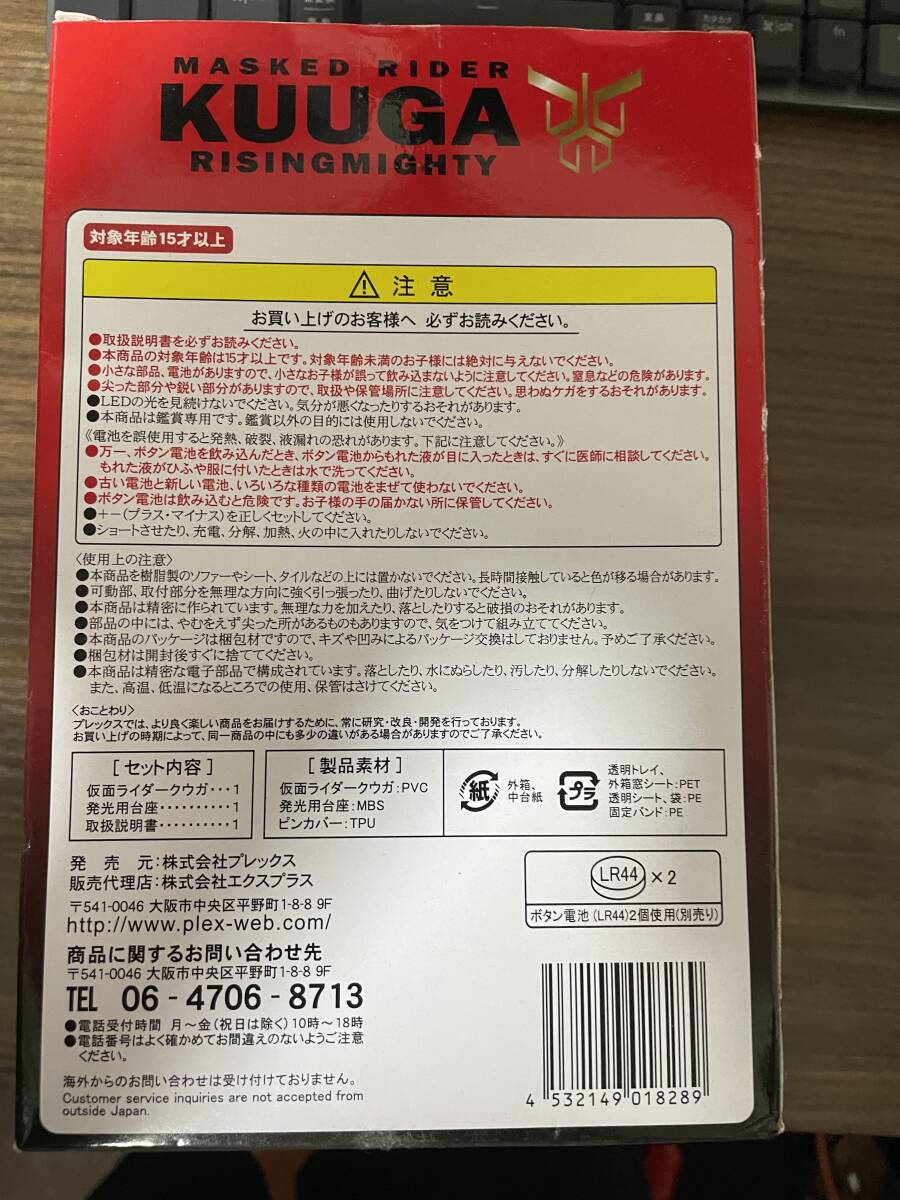 変換
カタカナ
ひらがな
⌘/alt
fn
MASKED RIDER
KUUGA
RISINGMIGHTY
対象年齢15才以上
⚠ 注意
お買い上げのお客様へ 必ずお読みください。
●取扱説明書を必ずお読みください。
●本商品の対象年齢は15才以上です。対象年齢未満のお子様には絶対に与えないでください。
●小さな部品、電池がありますので、小さなお子様が誤って飲み込まないように注意してください。窒息などの危険があります。
●尖った部分や鋭い部分がありますので、取扱や保管場所に注意してください。思わぬケガをするおそれがあります。
●LEDの光を見続けないでください。気分が悪くなったりするおそれがあります。
●本商品は鑑賞専用です。鑑賞以外の目的には使用しないでください。
《電池を誤使用すると発熱、破裂、液漏れの恐れがあります。下記に注意してください。》
●万一、ボタン電池を飲み込んだとき、ボタン電池からもれた液が目に入ったときは、すぐに医師に相談してください。
もれた液がひふや服に付いたときは水で洗ってください。
●古い電池と新しい電池、いろいろな種類の電池をまぜて使わないでください。
●ボタン電池は飲み込むと危険です。お子様の手の届かない所に保管してください。
●+-(プラス・マイナス)を正しくセットしてください。
●ショートさせたり、充電、分解、加熱、火の中に入れたりしないでください。
〈使用上の注意〉
●本商品を樹脂製のソファーやシート、タイルなどの上には置かないでください。長時間接触していると色が移る場合があります。
●可動部、取付部分を無理な方向に強く引っ張ったり、曲げたりしないでください。
●本商品は精密に作られています。無理な力を加えたり、落としたりすると破損のおそれがあります。
●部品の中には、やむをえず尖った所があるものもありますので、気をつけて組み立ててください。
●本商品のパッケージは梱包材ですので、キズや凹みによるパッケージ交換はしておりません。予めご了承ください。
●梱包材は開封後すぐに捨ててください。
●本商品は精密な電子部品で構成されています。落としたり、水にぬらしたり、汚したり、分解したりしないでください。
また、高温、低温になるところでの使用、保管はさけてください。
〈おことわり〉
プレックスでは、より良く楽しい商品をお届けするために、常に研究・改良・開発を行っております。
お買い上げの時期によって、同一商品の中にも多少の違いがある場合がありますのでご了承ください。
[セット内容]
仮面ライダークウガ・・・1
発光用台座・・・・・・・・・・1
取扱説明書・・・・・・・・・・1
[製品素材]
仮面ライダークウガ:PVC
発光用台座:MBS
ピンカバー:TPU
紙
外箱、
中台紙
プラ
透明トレイ、
外箱窓シート:PET
透明シート、袋:PE
固定バンド:PE
発売元:株式会社プレックス
販売代理店:株式会社エクスプラス
〒541-0046 大阪市中央区平野町1-8-8 9F
http://www.plex-web.com/
LR44 ×2
ボタン電池(LR44)2個使用(別売り)
商品に関するお問い合わせ先
〒541-0046 大阪市中央区平野町1-8-8 9F
TEL 06-4706-8713
●電話受付時間 月~金(祝日は除く)10時~18時
●電話番号はよく確かめてお間違えのないようご注意
ください。
海外からのお問い合わせは受け付けておりません。
Customer service inquiries are not accepted from
outside Japan.
4 532149 018289